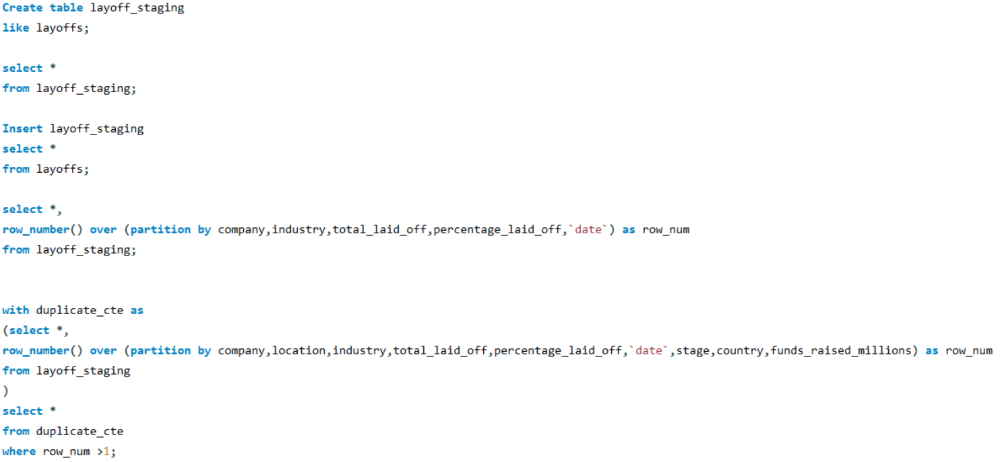 Create table layoff_staging
like layoffs;
select *
from layoff_staging;
Insert layoff_staging
select *
from layoffs;
select *,
row_number() over (partition by company,industry,total_laid_off,percentage_laid_off,`date`) as row_num
from layoff_staging;
with duplicate_cte as
(select *,
row_number() over (partition by company,location,industry,total_laid_off,percentage_laid_off,`date`,stage,country,funds_raised_millions) as row_num
from layoff_staging
)
select *
from duplicate_cte
where row_num >1;